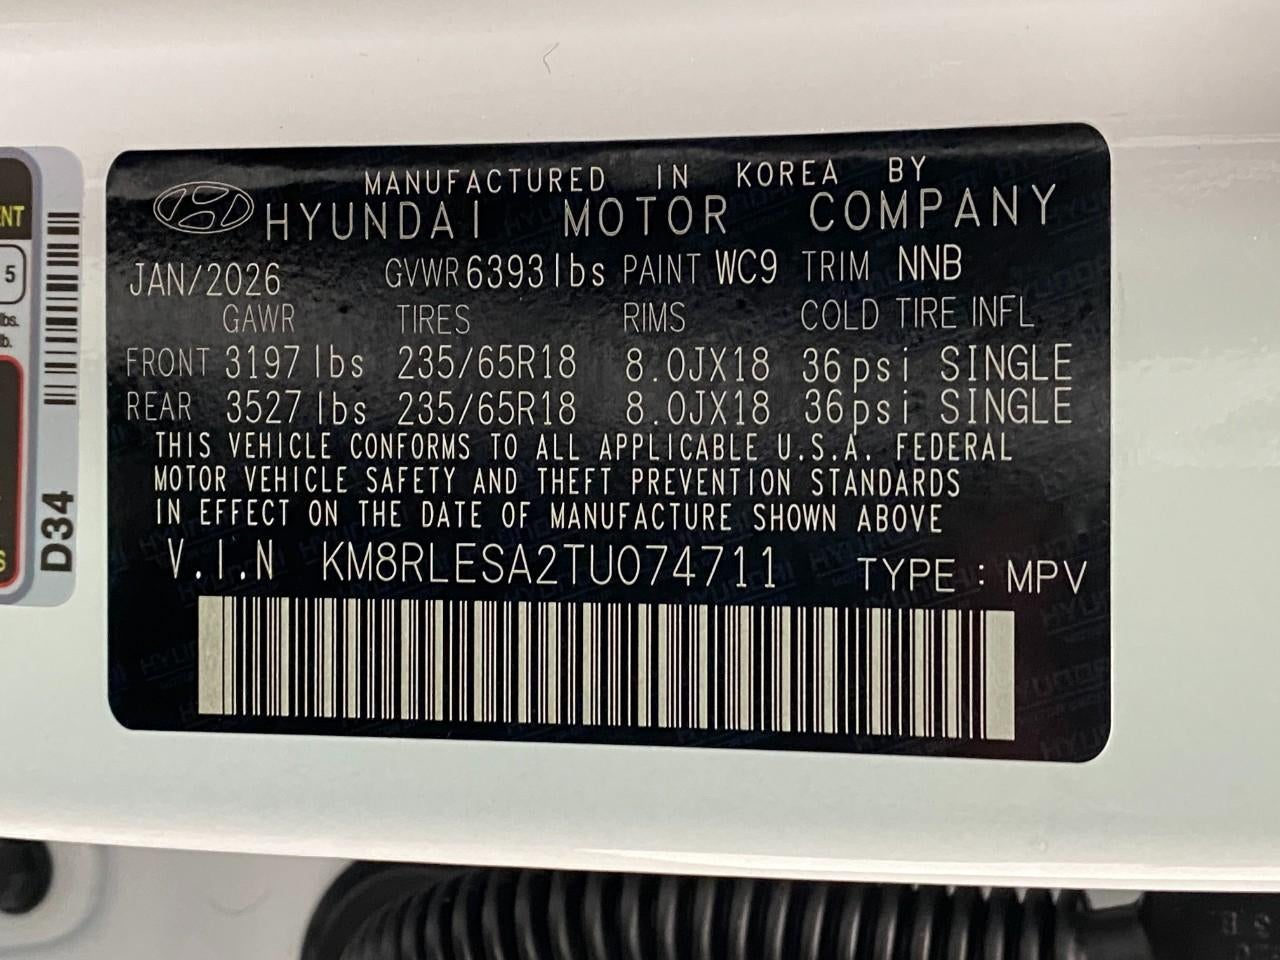 MANUFACTURED IN KOREA BY
HYUNDAI MOTOR COMPANY
JAN/2026 GVWR 6393 lbs PAINT WC9 TRIM NNB
GAWR TIRES RIMS COLD TIRE INFL
FRONT 3197 lbs 235/65R18 8.0JX18 36psi SINGLE
REAR 3527 lbs 235/65R18 8.0JX18 36psi SINGLE
THIS VEHICLE CONFORMS TO ALL APPLICABLE U.S.A. FEDERAL
MOTOR VEHICLE SAFETY AND THEFT PREVENTION STANDARDS
IN EFFECT ON THE DATE OF MANUFACTURE SHOWN ABOVE
V.I.N KM8RLESA2TU074711 TYPE : MPV
5
lbs.
lb.
D34